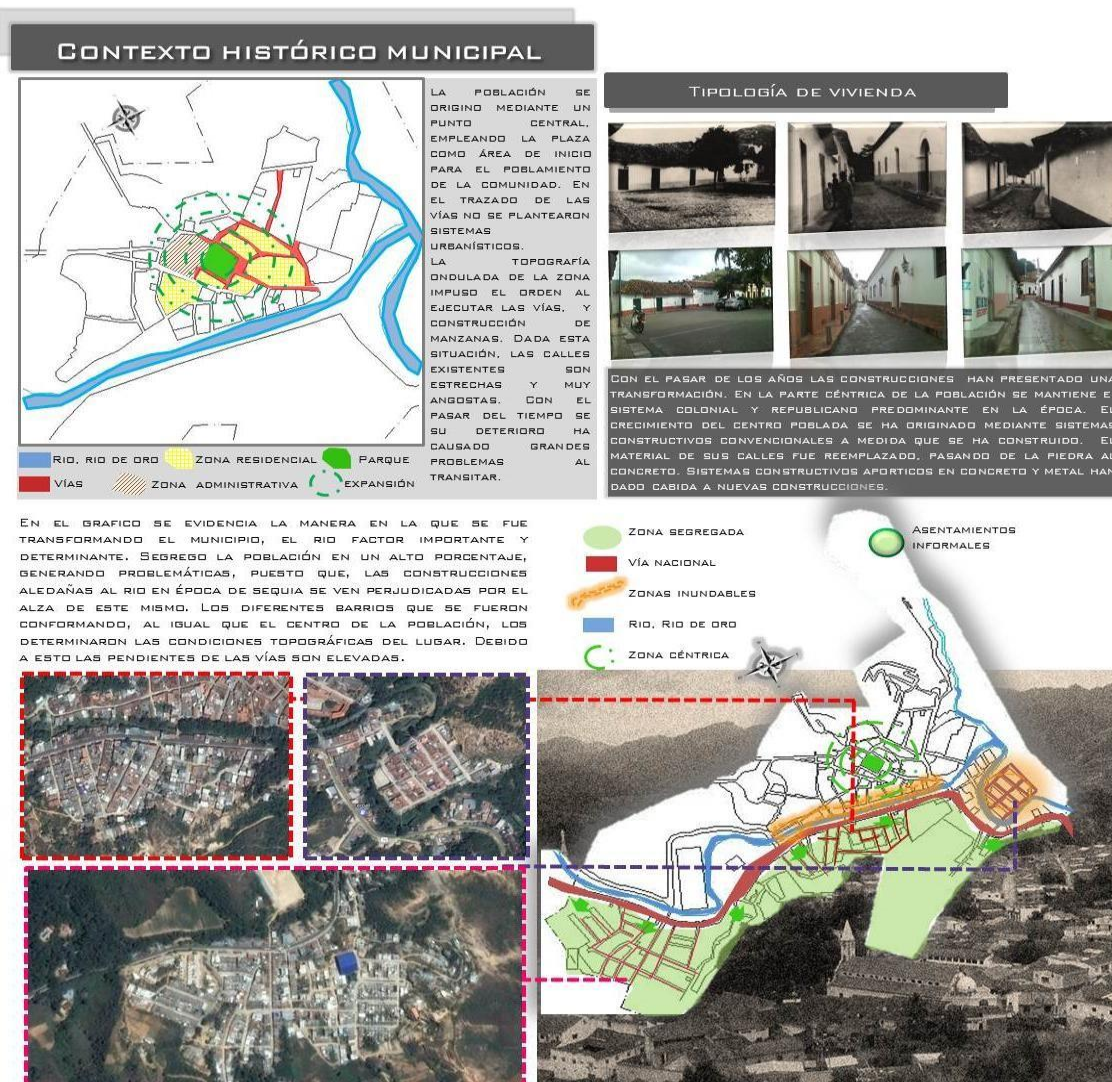 CONTEXTO HISTÓRICO MUNICIPAL
LA POBLACIÓN SE
ORIGINO MEDIANTE UN
PUNTO CENTRAL,
EMPLEANDO LA PLAZA
COMO ÁREA DE INICIO
PARA EL POBLAMIENTO
DE LA COMUNIDAD. EN
EL TRAZADO DE LAS
VÍAS NO SE PLANTEARON
SISTEMAS
URBANÍSTICOS.
LA TOPOGRAFÍA
ONDULADA DE LA ZONA
IMPUSO EL ORDEN AL
EJECUTAR LAS VÍAS, Y
CONSTRUCCIÓN DE
MANZANAS. DADA ESTA
SITUACIÓN, LAS CALLES
EXISTENTES SON
ESTRECHAS Y MUY
ANGOSTAS. CON EL
PASAR DEL TIEMPO SE
SU DETERIORO HA
CAUSADO GRANDES
PROBLEMAS AL
TRANSITAR.
RIO, RIO DE ORO ZONA RESIDENCIAL PARQUE
VÍAS ZONA ADMINISTRATIVA EXPANSIÓN
TIPOLOGÍA DE VIVIENDA
CON EL PASAR DE LOS AÑOS LAS CONSTRUCCIONES HAN PRESENTADO UNA
TRANSFORMACIÓN. EN LA PARTE CÉNTRICA DE LA POBLACIÓN SE MANTIENE E
SISTEMA COLONIAL Y REPUBLICANO PREDOMINANTE EN LA ÉPOCA. EL
CRECIMIENTO DEL CENTRO POBLADA SE HA ORIGINADO MEDIANTE SISTEMAS
CONSTRUCTIVOS CONVENCIONALES A MEDIDA QUE SE HA CONSTRUIDO. EL
MATERIAL DE SUS CALLES FUE REEMPLAZADO, PASANDO DE LA PIEDRA AL
CONCRETO. SISTEMAS CONSTRUCTIVOS APORTICOS EN CONCRETO Y METAL HAN
DADO CABIDA A NUEVAS CONSTRUCCIONES.
EN EL GRAFICO SE EVIDENCIA LA MANERA EN LA QUE SE FUE
TRANSFORMANDO EL MUNICIPIO, EL RIO FACTOR IMPORTANTE Y
DETERMINANTE. SEGREGO LA POBLACIÓN EN UN ALTO PORCENTAJE,
GENERANDO PROBLEMÁTICAS, PUESTO QUE, LAS CONSTRUCCIONES
ALEDAÑAS AL RIO EN ÉPOCA DE SEQUIA SE VEN PERJUDICADAS POR EL
ALZA DE ESTE MISMO. LOS DIFERENTES BARRIOS QUE SE FUERON
CONFORMANDO, AL IGUAL QUE EL CENTRO DE LA POBLACIÓN, LOS
DETERMINARON LAS CONDICIONES TOPOGRÁFICAS DEL LUGAR. DEBIDO
A ESTO LAS PENDIENTES DE LAS VÍAS SON ELEVADAS.
ZONA SEGREGADA
VÍA NACIONAL
ZONAS INUNDABLES
RIO, RIO DE ORO
ZONA CÉNTRICA
ASENTAMIENTOS
INFORMALES